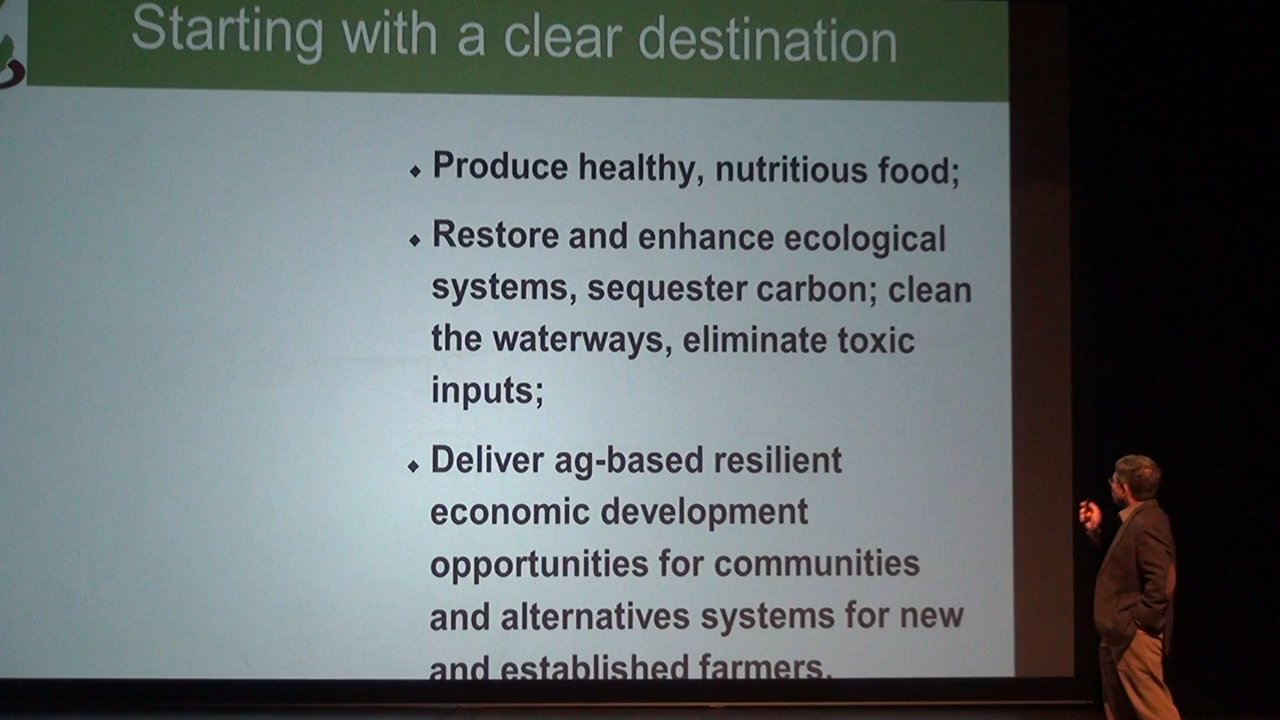 Starting with a clear destination
Produce healthy, nutritious food;
Restore and enhance ecological
systems, sequester carbon; clean
the waterways, eliminate toxic
inputs;
Deliver ag-based resilient
economic development
opportunities for communities
and alternatives systems for new
and established farmers.